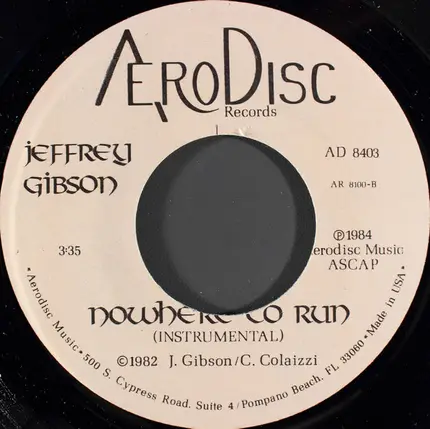 AERODISC
Records
JEFFREY
GIBSON
AD 8403
AR 8100-B
3:35
℗1984
Aerodisc Music
ASCAP
NOWHERE TO RUN
(INSTRUMENTAL)
©1982 J. Gibson/C. Colaizzi
•Aerodisc Music•500 S. Cypress Road. Suite 4/Pompano Beach. FL 33060•Made in USA•